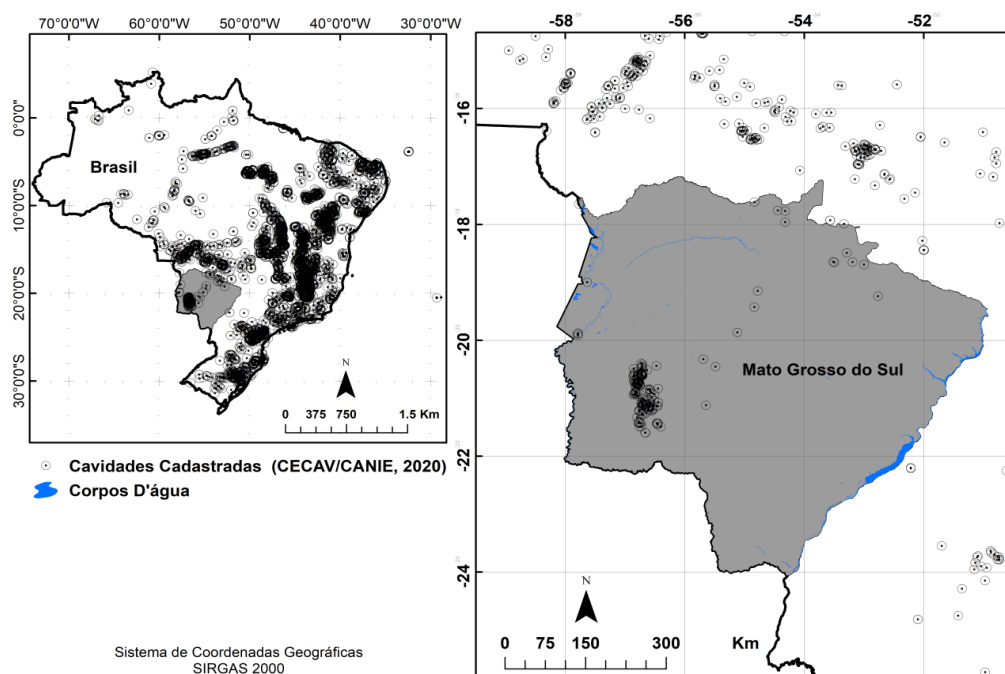 70°0'0"W 60°0'0"W 50°0'0"W 40°0'0"W 30°0'0"W
0°0'0"
10°0'0"S
20°0'0"S
30°0'0"S
Brasil
N
0 375 750 1.5 Km
Cavidades Cadastradas (CECAV/CANIE, 2020)
Corpos D'água
Sistema de Coordenadas Geográficas
SIRGAS 2000
-58 -56 -54 -52
-16
-18
-20
-22
-24
Mato Grosso do Sul
N
0 75 150 300
Km